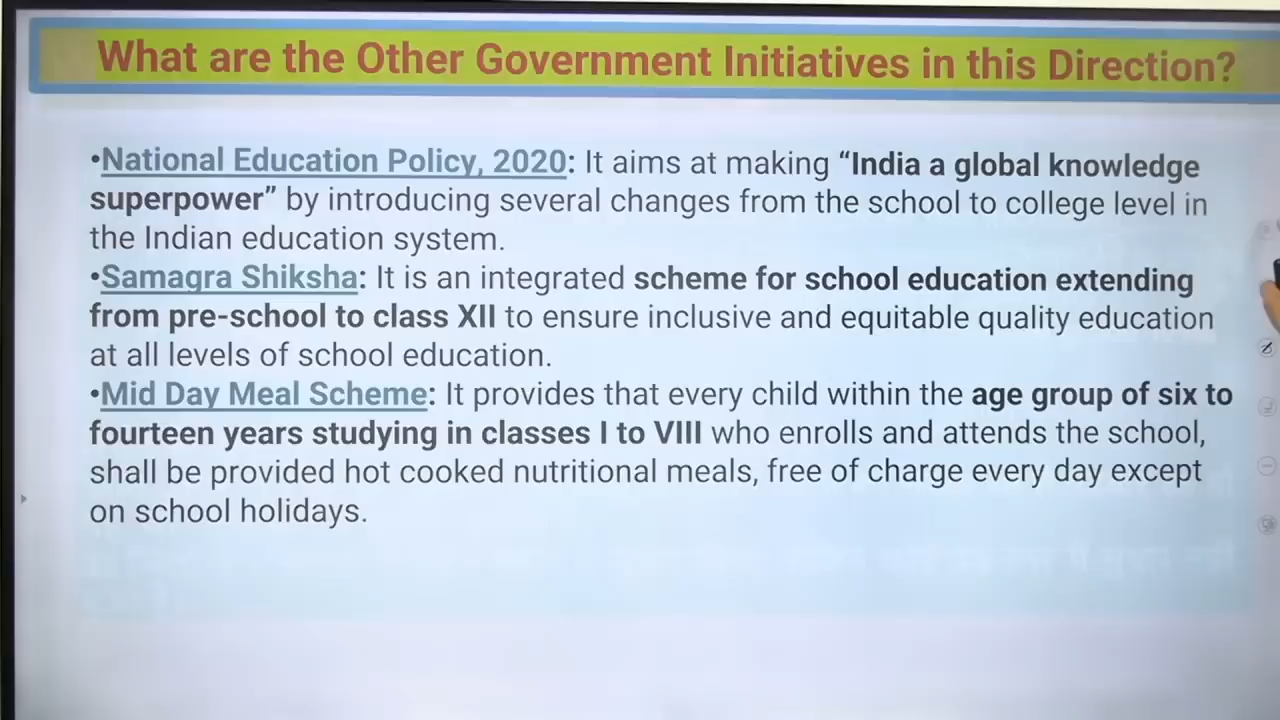 What are the Other Government Initiatives in this Direction?
•National Education Policy, 2020: It aims at making “India a global knowledge
superpower” by introducing several changes from the school to college level in
the Indian education system.
•Samagra Shiksha: It is an integrated scheme for school education extending
from pre-school to class XII to ensure inclusive and equitable quality education
at all levels of school education.
•Mid Day Meal Scheme: It provides that every child within the age group of six to
fourteen years studying in classes I to VIII who enrolls and attends the school,
shall be provided hot cooked nutritional meals, free of charge every day except
on school holidays.